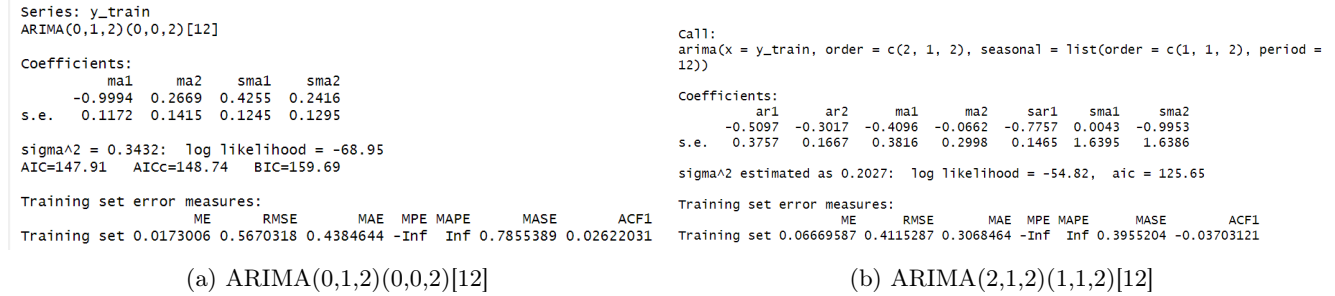 Series: y_train
ARIMA(0,1,2)(0,0,2)[12]
Coefficients:
ma1 ma2 sma1 sma2
-0.9994 0.2669 0.4255 0.2416
s.e. 0.1172 0.1415 0.1245 0.1295
sigma^2 = 0.3432: log likelihood = -68.95
AIC=147.91 AICc=148.74 BIC=159.69
Training set error measures:
ME RMSE MAE MPE MAPE MASE ACF1
Training set 0.0173006 0.5670318 0.4384644 -Inf Inf 0.7855389 0.02622031
(a) ARIMA(0,1,2)(0,0,2)[12]
Call:
arima(x = y_train, order = c(2, 1, 2), seasonal = list(order = c(1, 1, 2), period =
12))
Coefficients:
ar1 ar2 ma1 ma2 sar1 sma1 sma2
-0.5097 -0.3017 -0.4096 -0.0662 -0.7757 0.0043 -0.9953
s.e. 0.3757 0.1667 0.3816 0.2998 0.1465 1.6395 1.6386
sigma^2 estimated as 0.2027: log likelihood = -54.82, aic = 125.65
Training set error measures:
ME RMSE MAE MPE MAPE MASE ACF1
Training set 0.06669587 0.4115287 0.3068464 -Inf Inf 0.3955204 -0.03703121
(b) ARIMA(2,1,2)(1,1,2)[12]